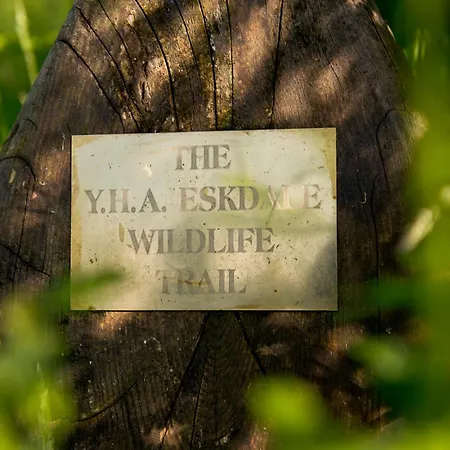 THE
Y.H.A. ESKDALE
WILDLIFE
TRAIL